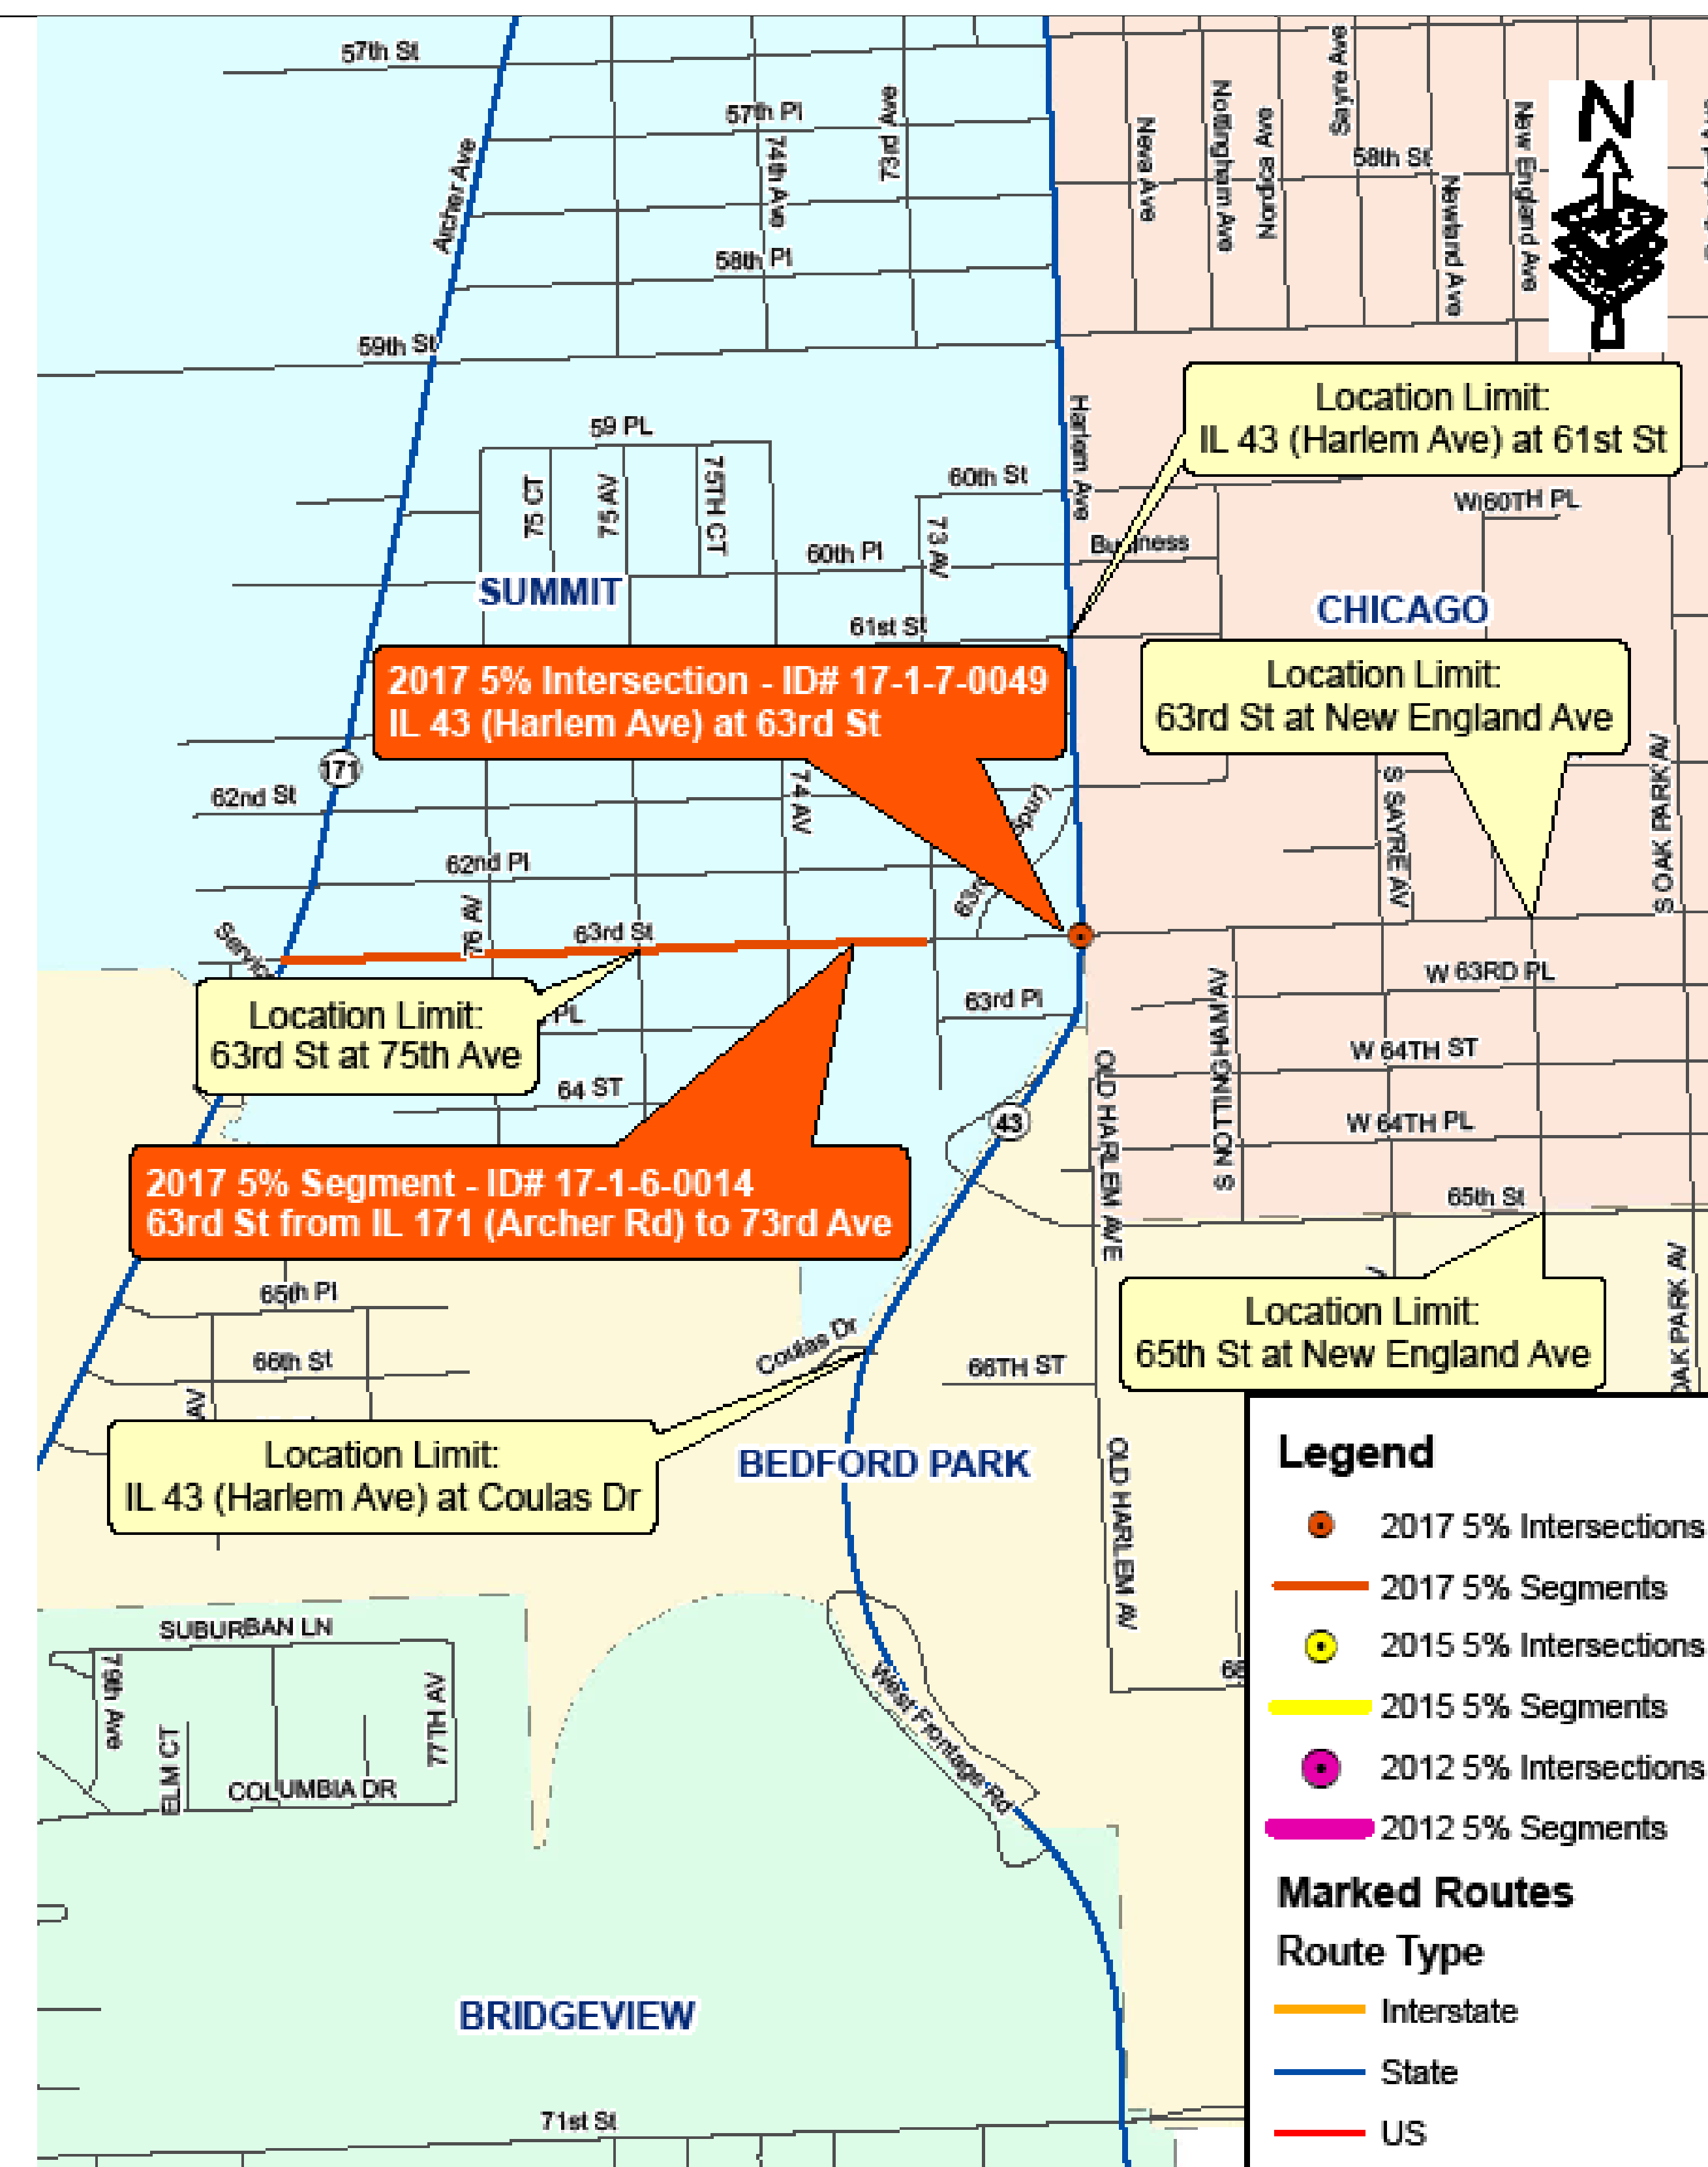 57th St
57th Pl
73rd Ave
74th Ave
Archer Ave
58th Pl
59th St
Neva Ave
Nottingham Ave
Nordica Ave
Sayre Ave
58th St
Newland Ave
New England Ave
N
Location Limit:
IL 43 (Harlem Ave) at 61st St
Harlem Ave
59 PL
75 CT
75 AV
75TH CT
60th St
73 AV
60th Pl
Business
W 60TH PL
SUMMIT
CHICAGO
61st St
2017 5% Intersection - ID# 17-1-7-0049
IL 43 (Harlem Ave) at 63rd St
Location Limit:
63rd St at New England Ave
171
62nd St
74 AV
S SAYRE AV
S OAK PARK AV
62nd Pl
63rd
76 AV
63rd St
Location Limit:
63rd St at 75th Ave
PL
63rd Pl
W 63RD PL
S NOTTINGHAM AV
W 64TH ST
64 ST
43
OLD HARLEM AVE
W 64TH PL
2017 5% Segment - ID# 17-1-6-0014
63rd St from IL 171 (Archer Rd) to 73rd Ave
65th St
65th Pl
Location Limit:
65th St at New England Ave
OAK PARK AV
66th St
Coulas Dr
66TH ST
AV
Location Limit:
IL 43 (Harlem Ave) at Coulas Dr
BEDFORD PARK
OLD HARLEM AV
SUBURBAN LN
79th Ave
ELM CT
77TH AV
COLUMBIA DR
West Frontage Rd
BRIDGEVIEW
71st St
Legend
2017 5% Intersections
2017 5% Segments
2015 5% Intersections
2015 5% Segments
2012 5% Intersections
2012 5% Segments
Marked Routes
Route Type
Interstate
State
US